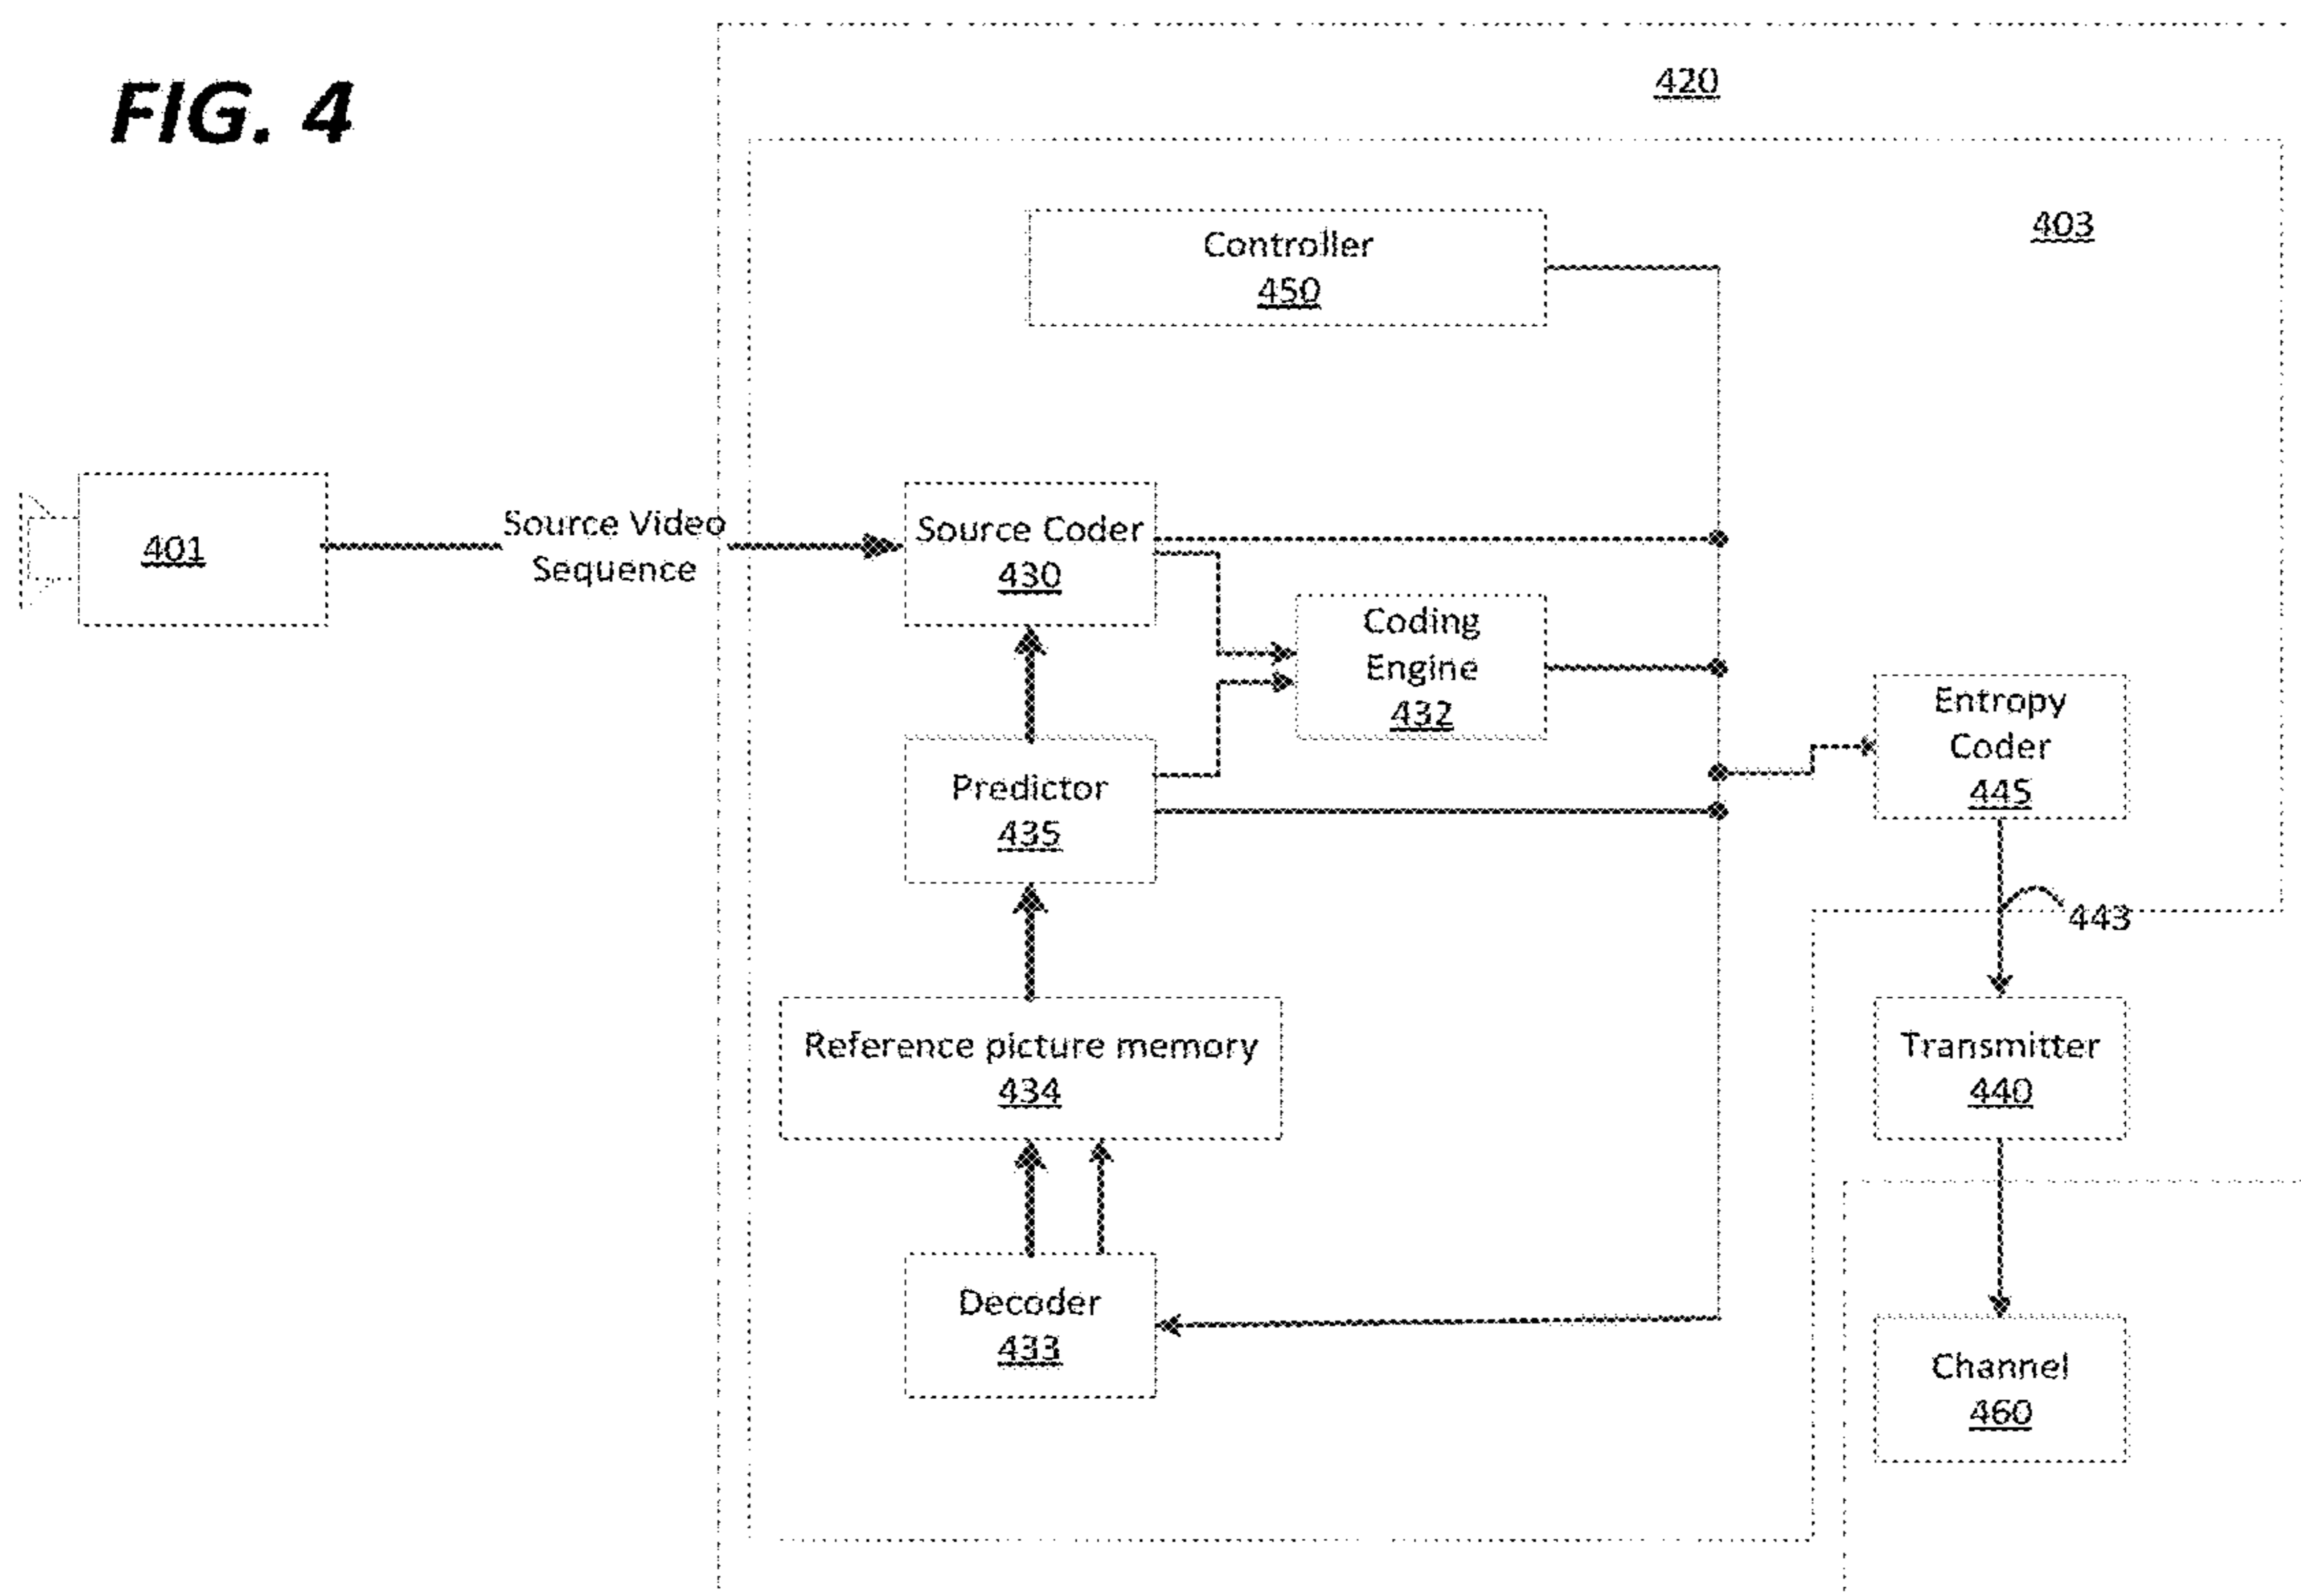 FIG. 4
420
403
Controller
450
401
Source Video
Sequence
Source Coder
430
Coding
Engine
432
Entropy
Coder
445
Predictor
435
443
Reference picture memory
434
Transmitter
440
Decoder
433
Channel
460